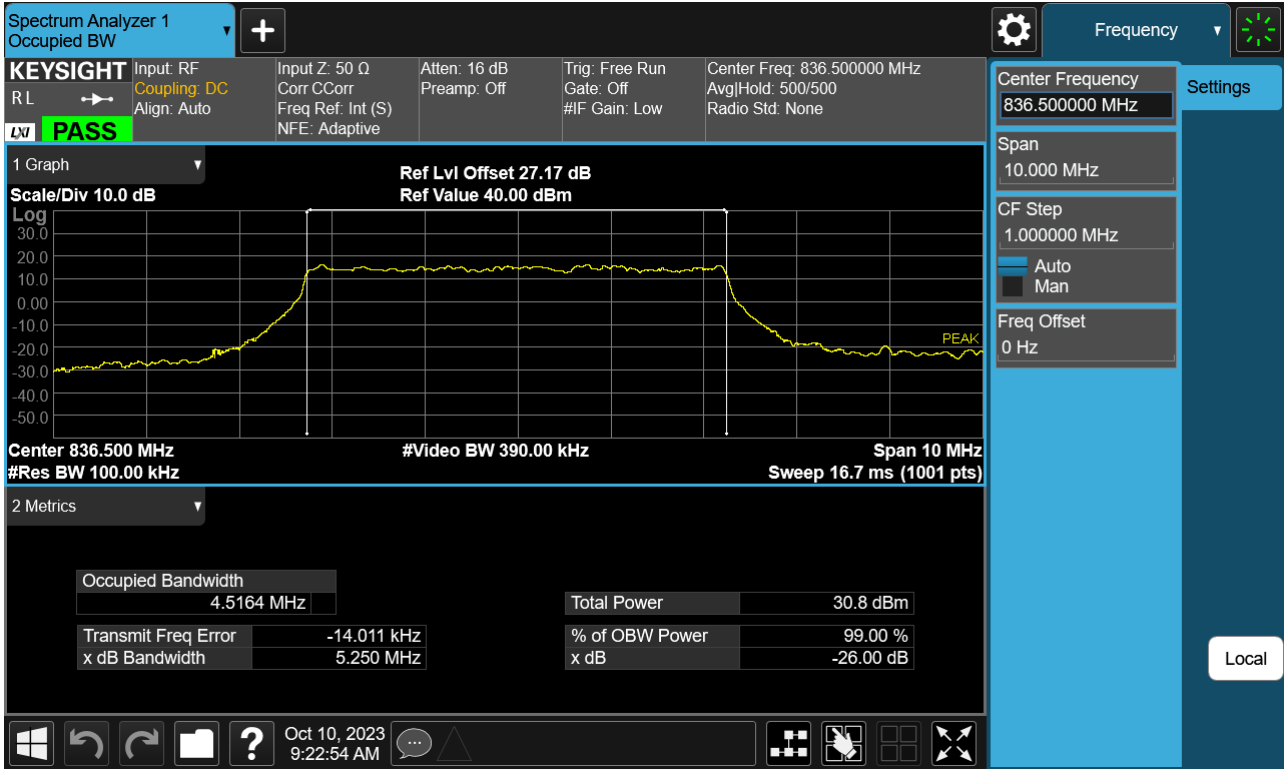 Spectrum Analyzer 1
Occupied BW
Frequency
KEYSIGHT
R L
LXI PASS
Input: RF
Coupling: DC
Align: Auto
Input Z: 50 Ω
Corr CCorr
Freq Ref: Int (S)
NFE: Adaptive
Atten: 16 dB
Preamp: Off
Trig: Free Run
Gate: Off
#IF Gain: Low
Center Freq: 836.500000 MHz
Avg|Hold: 500/500
Radio Std: None
Center Frequency
836.500000 MHz
Settings
Span
10.000 MHz
CF Step
1.000000 MHz
Auto
Man
Freq Offset
0 Hz
1 Graph
Ref Lvl Offset 27.17 dB
Scale/Div 10.0 dB
Ref Value 40.00 dBm
Log
30.0
20.0
10.0
0.00
-10.0
PEAK
-20.0
-30.0
-40.0
-50.0
Center 836.500 MHz
#Video BW 390.00 kHz
Span 10 MHz
#Res BW 100.00 kHz
Sweep 16.7 ms (1001 pts)
2 Metrics
Occupied Bandwidth
4.5164 MHz
Total Power 30.8 dBm
Transmit Freq Error -14.011 kHz
% of OBW Power 99.00 %
x dB Bandwidth 5.250 MHz
x dB -26.00 dB
Local
?
Oct 10, 2023
9:22:54 AM